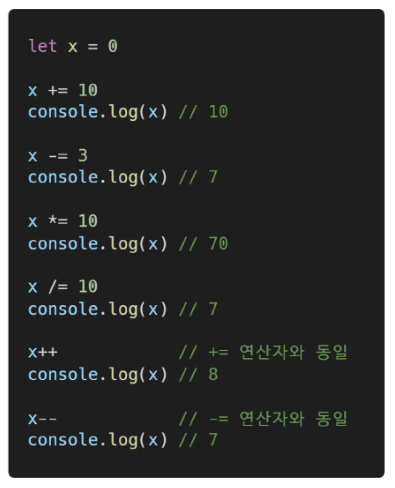 let x = 0
x += 10
console.log(x) // 10
x -= 3
console.log(x) // 7
x *= 10
console.log(x) // 70
x /= 10
console.log(x) // 7
x++ // += 연산자와 동일
console.log(x) // 8
x-- // -= 연산자와 동일
console.log(x) // 7